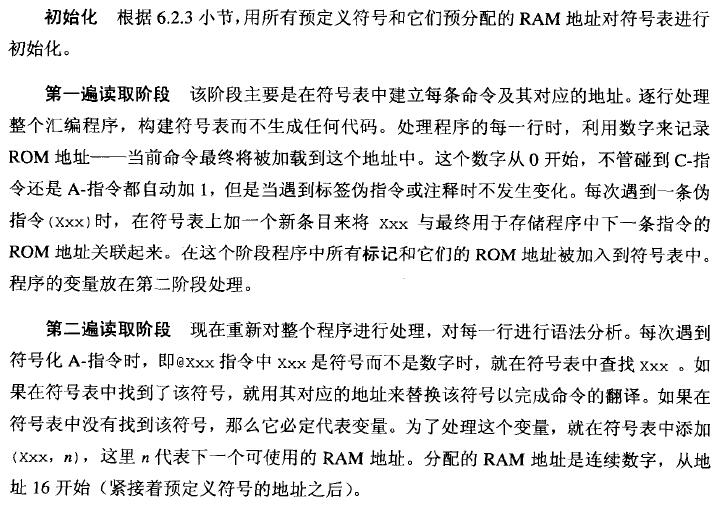 初始化 根据 6.2.3 小节,用所有预定义符号和它们预分配的 RAM 地址对符号表进行
初始化。
第一遍读取阶段 该阶段主要是在符号表中建立每条命令及其对应的地址。逐行处理
整个汇编程序，构建符号表而不生成任何代码。处理程序的每一行时，利用数字来记录
ROM 地址——当前命令最终将被加载到这个地址中。这个数字从 0 开始，不管碰到 C-指
令还是 A-指令都自动加 1，但是当遇到标签伪指令或注释时不发生变化。每次遇到一条伪
指令(Xxx)时，在符号表上加一个新条目来将 Xxx 与最终用于存储程序中下一条指令的
ROM 地址关联起来。在这个阶段程序中所有标记和它们的 ROM 地址被加入到符号表中。
程序的变量放在第二阶段处理。
第二遍读取阶段 现在重新对整个程序进行处理，对每一行进行语法分析。每次遇到
符号化 A-指令时，即@Xxx 指令中 Xxx 是符号而不是数字时，就在符号表中查找 Xxx 。如
果在符号表中找到了该符号，就用其对应的地址来替换该符号以完成命令的翻译。如果在
符号表中没有找到该符号，那么它必定代表变量。为了处理这个变量，就在符号表中添加
(Xxx, n)，这里 n 代表下一个可使用的 RAM 地址。分配的 RAM 地址是连续数字，从地
址 16 开始（紧接着预定义符号的地址之后）。